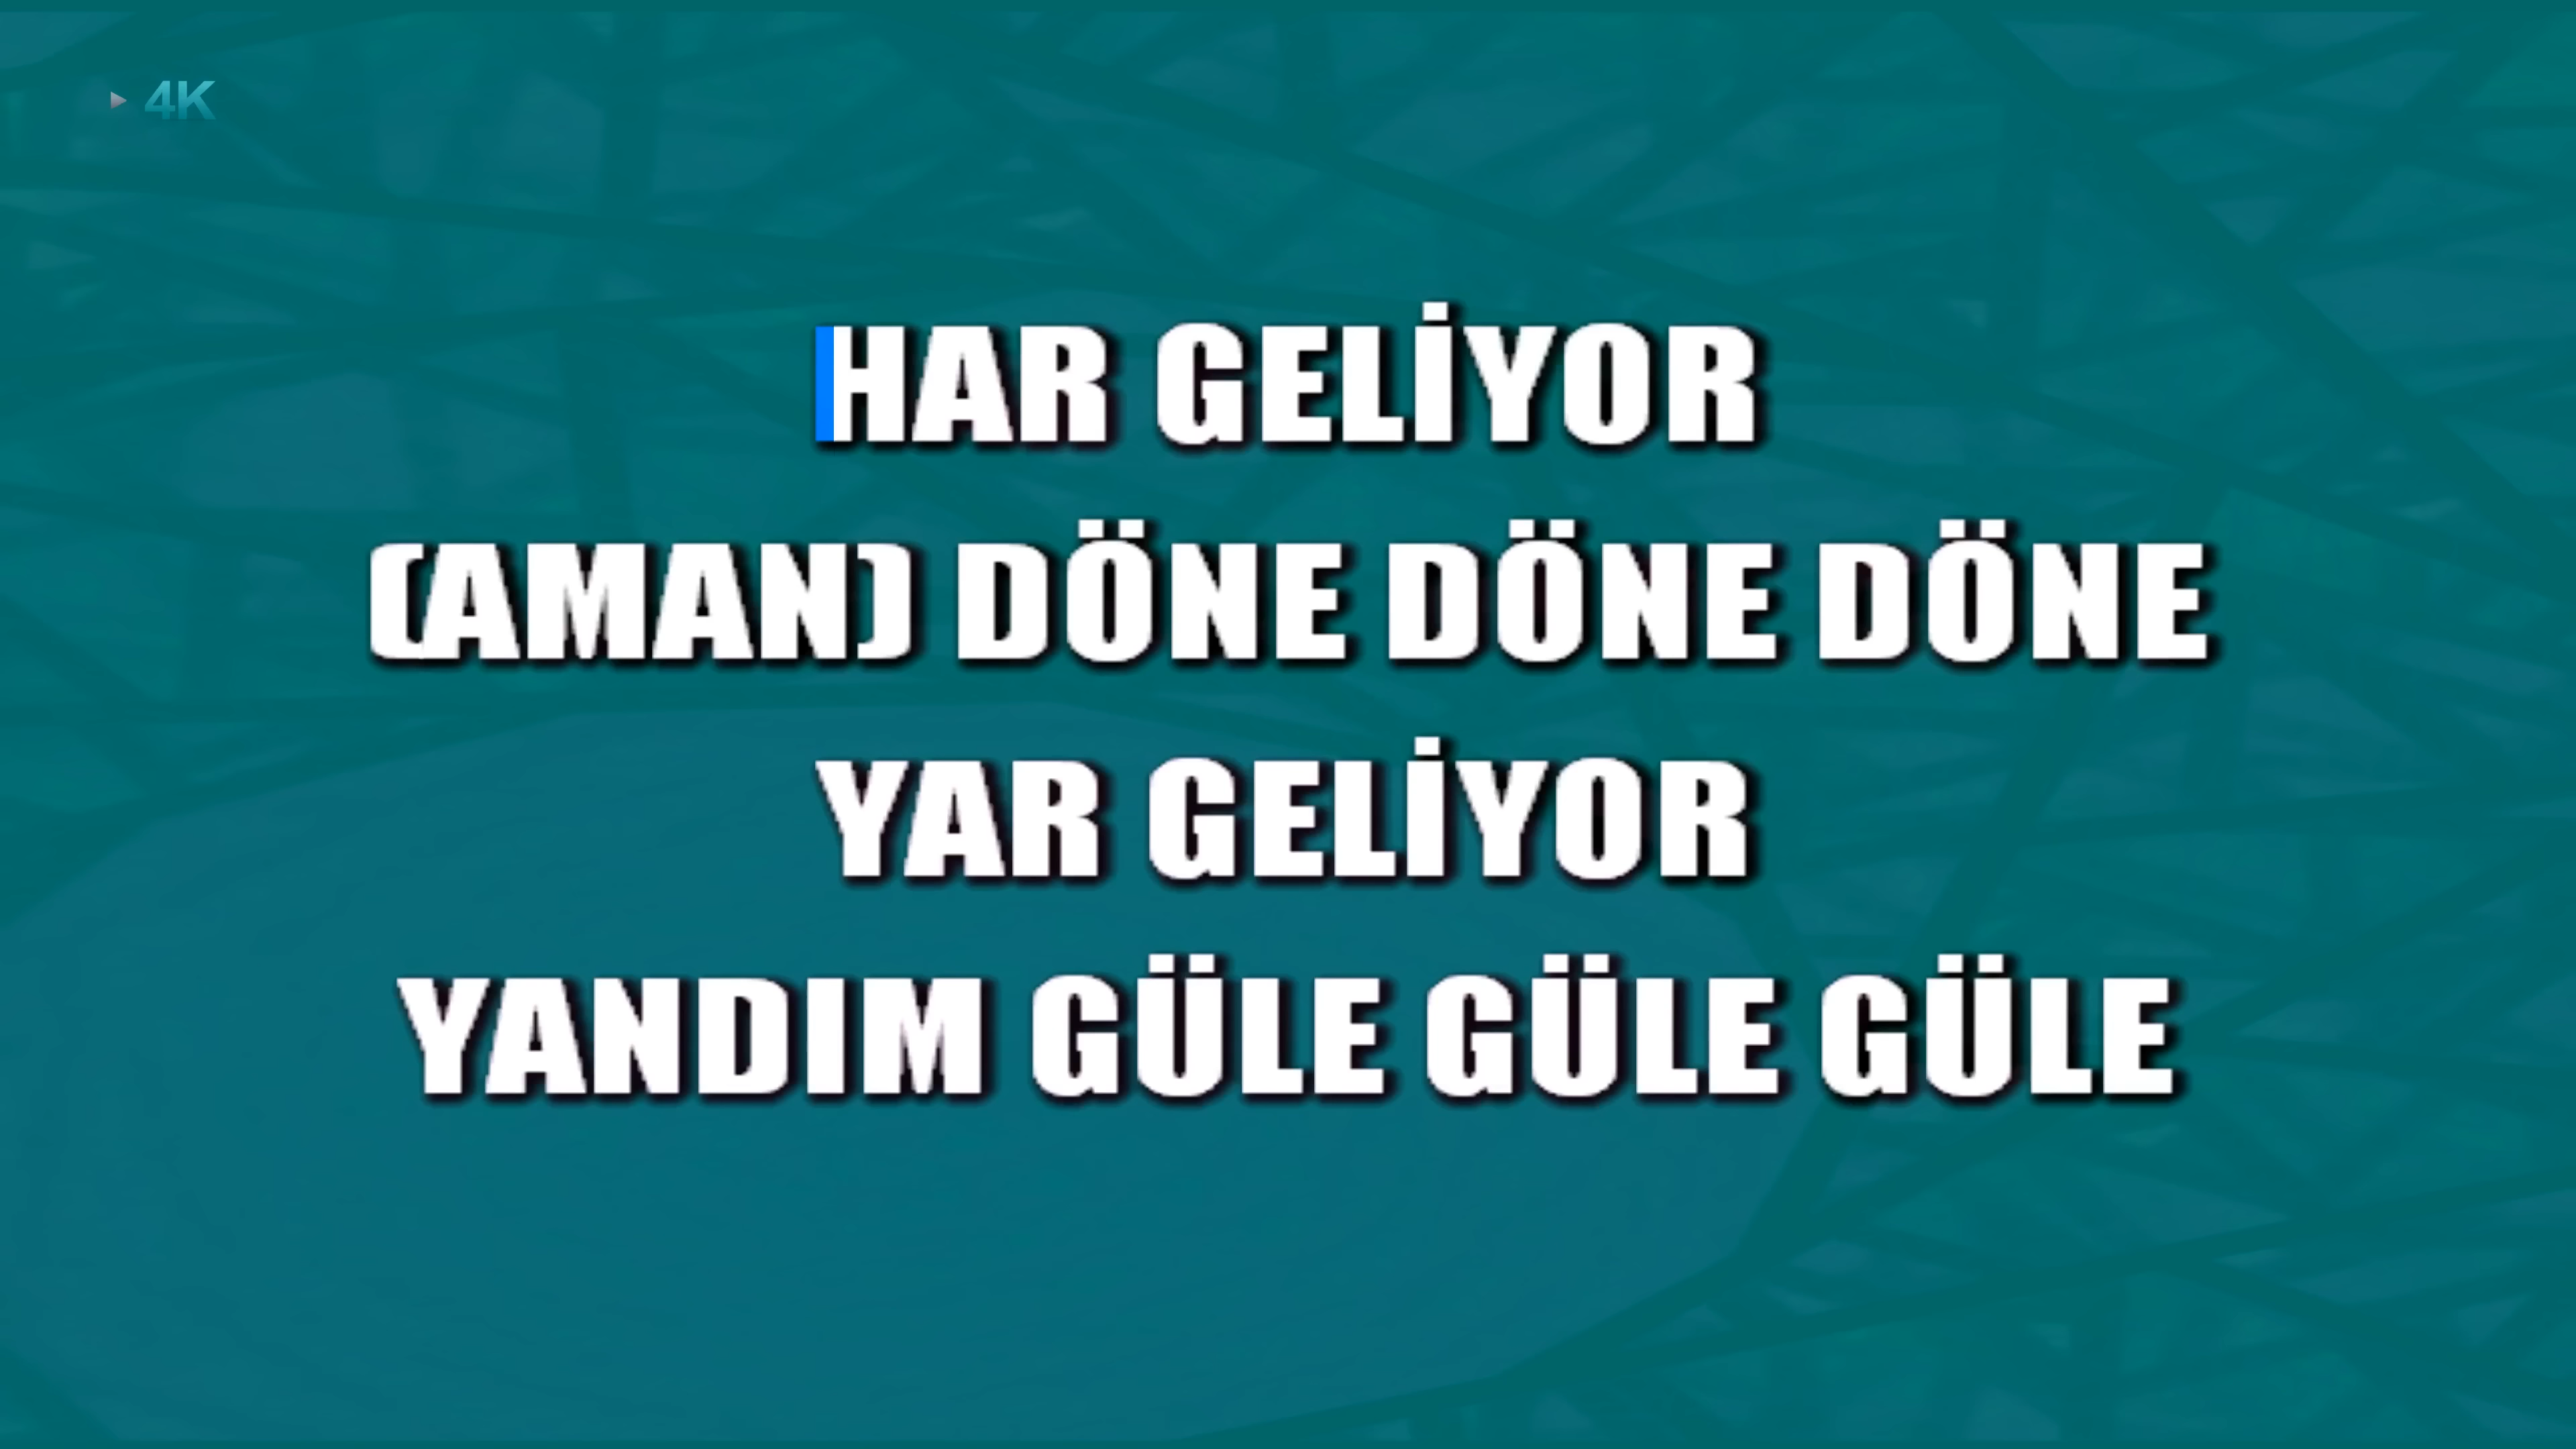 4K
HAR GELİYOR
(AMAN) DÖNE DÖNE DÖNE
YAR GELİYOR
YANDIM GÜLE GÜLE GÜLE